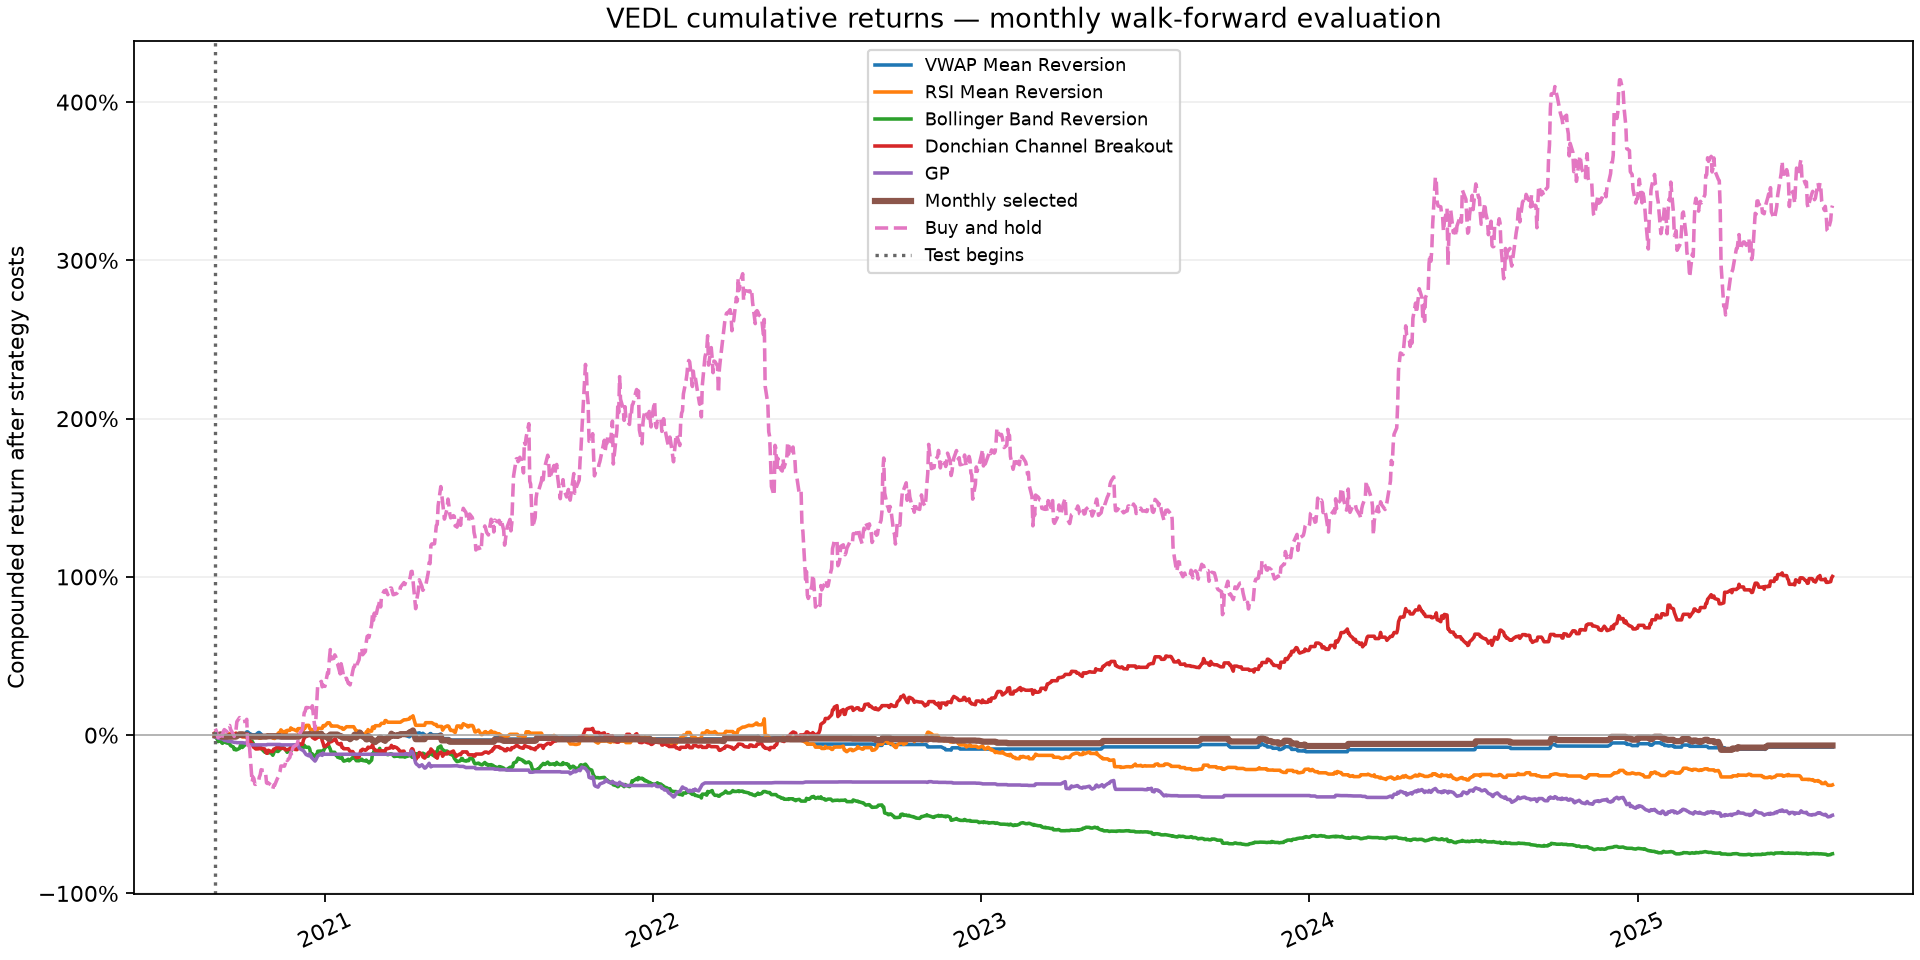 VEDL cumulative returns — monthly walk-forward evaluation
VWAP Mean Reversion
RSI Mean Reversion
Bollinger Band Reversion
Donchian Channel Breakout
GP
Monthly selected
Buy and hold
Test begins
Compounded return after strategy costs
400%
300%
200%
100%
0%
−100%
2021
2022
2023
2024
2025